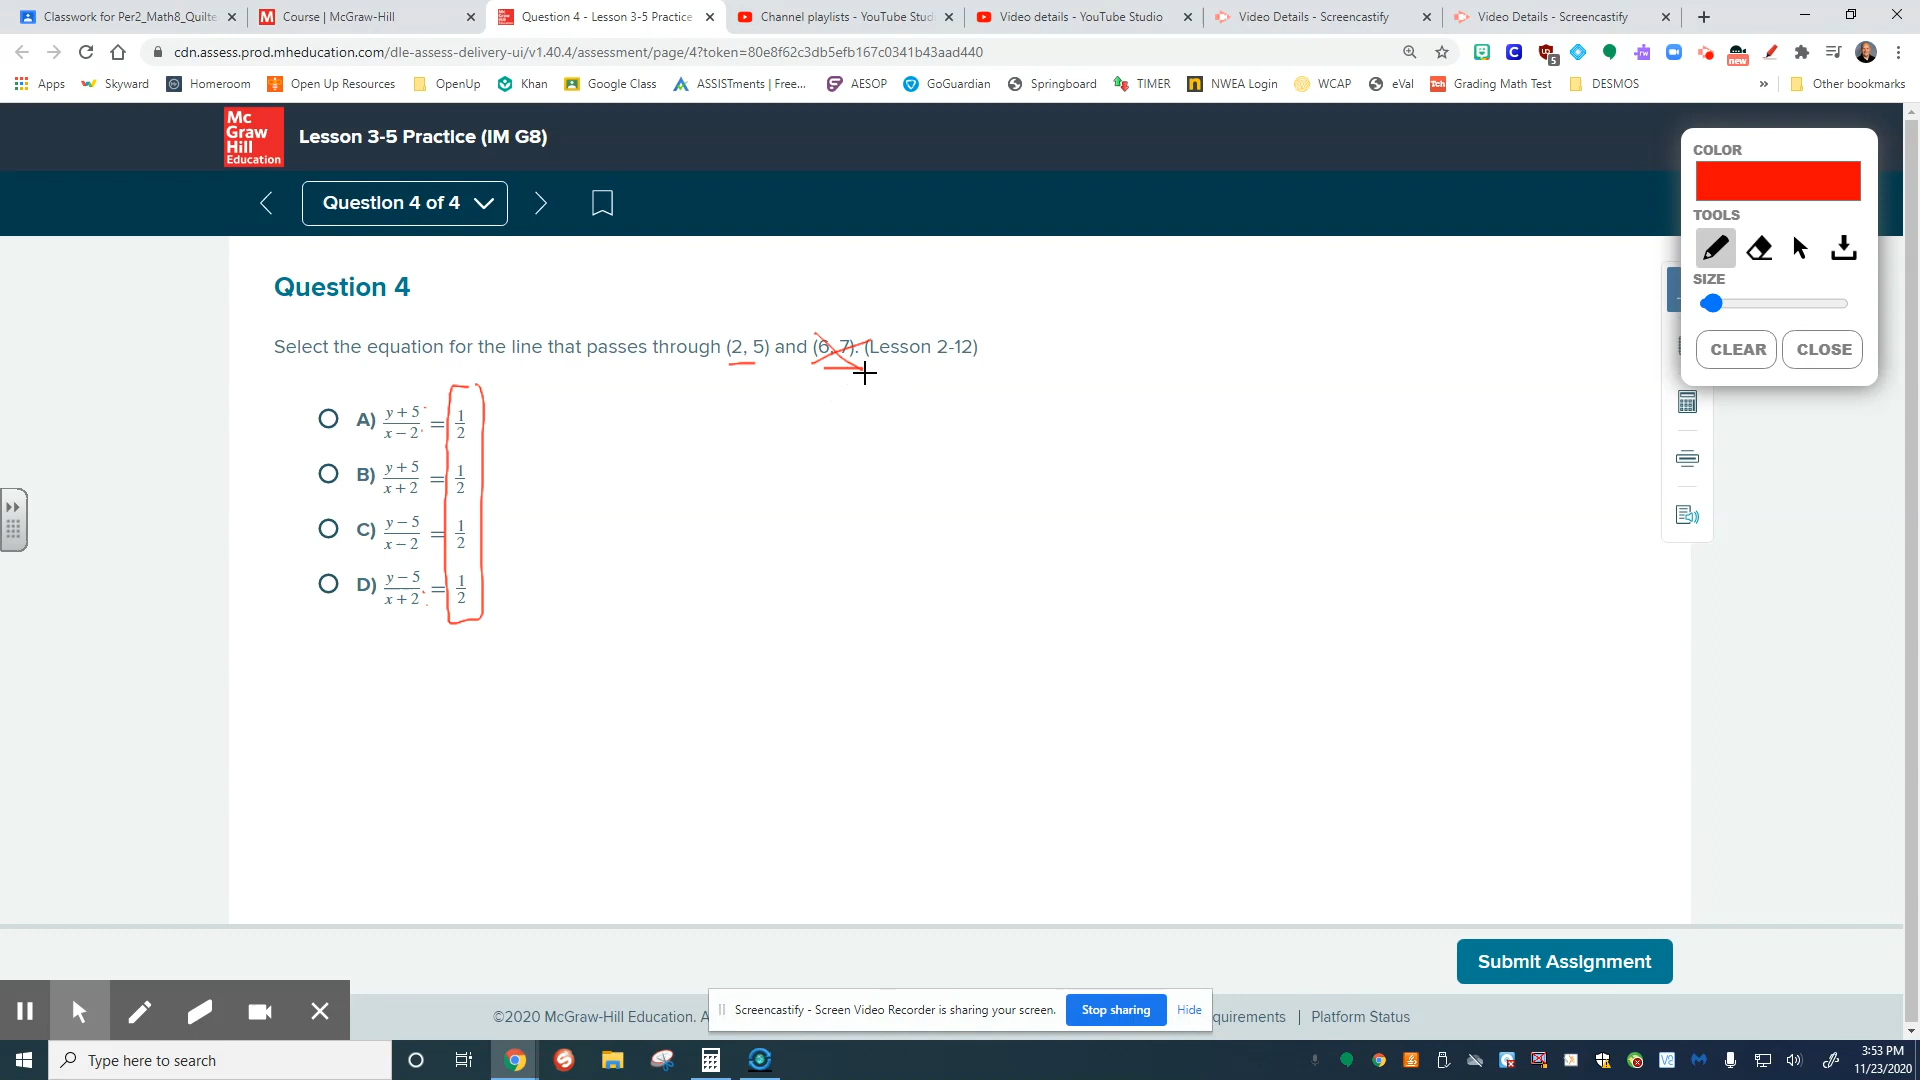 Classwork for Per2_Math8_Quilte
Course | McGraw-Hill
Question 4 - Lesson 3-5 Practice
Channel playlists - YouTube Stud
Video details - YouTube Studio
Video Details - Screencastify
Video Details - Screencastify
cdn.assess.prod.mheducation.com/dle-assess-delivery-ui/v1.40.4/assessment/page/4?token=80e8f62c3db5efb167c0341b43aad440
5
new
Apps
Skyward
Homeroom
Open Up Resources
OpenUp
Khan
Google Class
ASSISTments | Free...
AESOP
GoGuardian
Springboard
TIMER
NWEA Login
WCAP
eVal
Grading Math Test
DESMOS
»
Other bookmarks
Mc
Graw
Hill
Education
Lesson 3-5 Practice (IM G8)
Question 4 of 4
COLOR
TOOLS
SIZE
CLEAR
CLOSE
Question 4
Select the equation for the line that passes through (2, 5) and (6, 7). (Lesson 2-12)
A) y + 5 / x − 2 = 1 / 2
B) y + 5 / x + 2 = 1 / 2
C) y − 5 / x − 2 = 1 / 2
D) y − 5 / x + 2 = 1 / 2
Submit Assignment
©2020 McGraw-Hill Education. A
Screencastify - Screen Video Recorder is sharing your screen.
Stop sharing
Hide
quirements | Platform Status
Type here to search
3:53 PM
11/23/2020